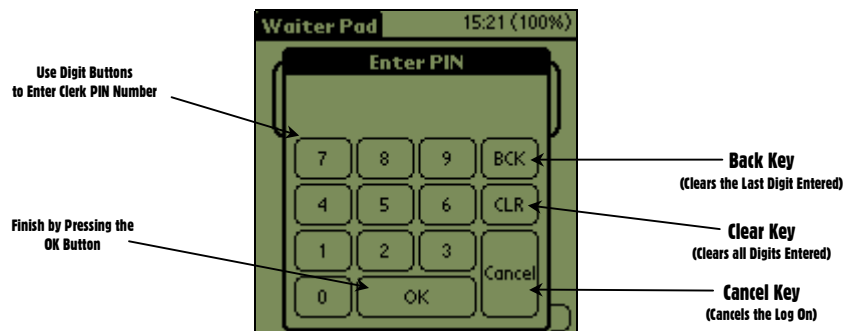 Waiter Pad 15:21 (100%)
Enter PIN
Use Digit Buttons
to Enter Clerk PIN Number
7 8 9 BCK
Back Key
(Clears the Last Digit Entered)
4 5 6 CLR
Finish by Pressing the
OK Button
Clear Key
(Clears all Digits Entered)
1 2 3
Cancel
0 OK
Cancel Key
(Cancels the Log On)